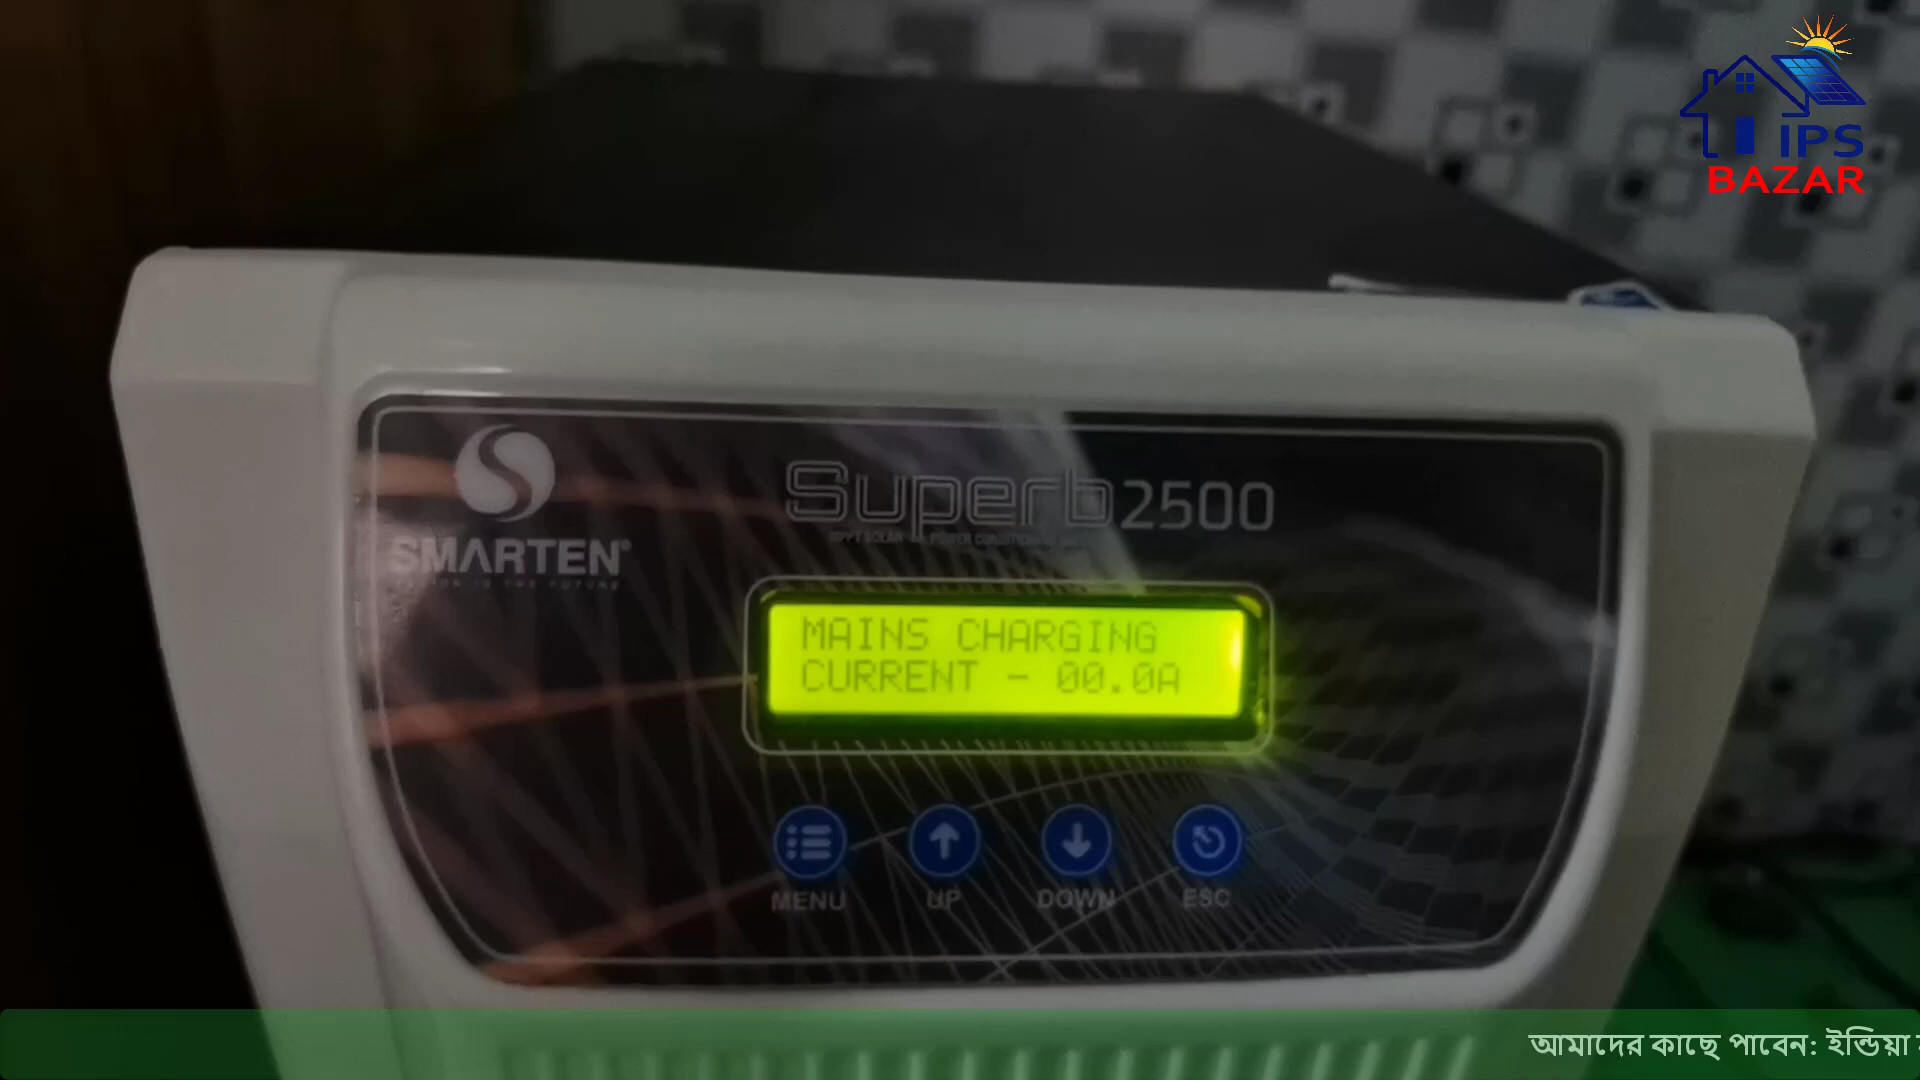 IPS
BAZAR
Superb2500
SMARTEN®
MAINS CHARGING
CURRENT - 00.0A
MENU
UP
DOWN
ESC
আমাদের কাছে পাবেন: ইন্ডিয়া